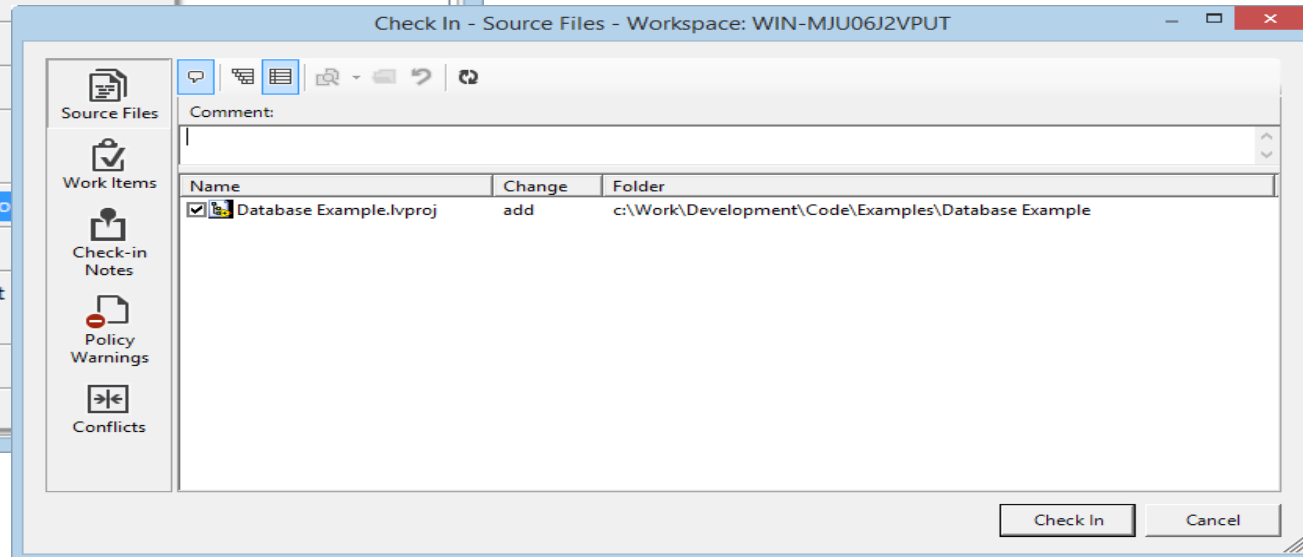 Check In - Source Files - Workspace: WIN-MJU06J2VPUT
Source Files
Work Items
Check-in
Notes
Policy
Warnings
Conflicts
Comment:
Name Change Folder
Database Example.lvproj add c:\Work\Development\Code\Examples\Database Example
Check In Cancel